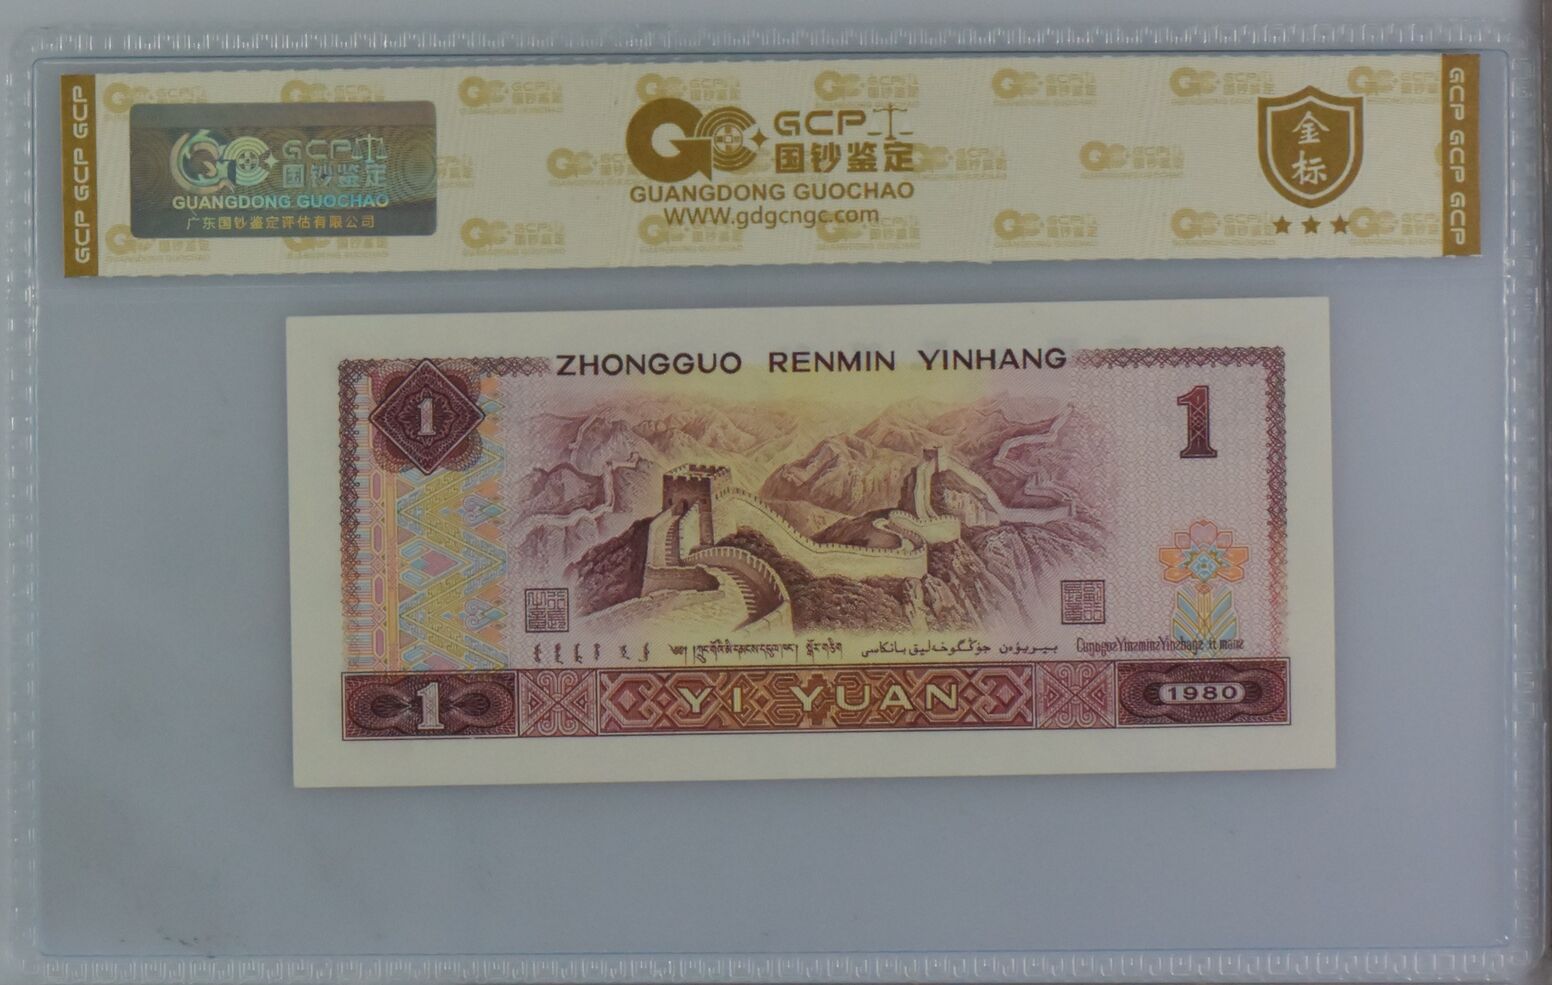 GCP GCP GCP
GCP
国钞鉴定
GUANGDONG GUOCHAO
广东国钞鉴定评估有限公司
GCP
国钞鉴定
GUANGDONG GUOCHAO
WWW.gdgcngc.com
金
标
GCP GCP GCP
ZHONGGUO RENMIN YINHANG
1
1
1
YI YUAN
1980